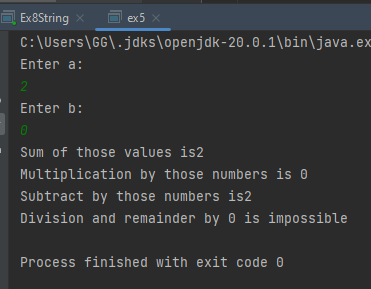 Ex8String × ex5 ×
C:\Users\GG\.jdks\openjdk-20.0.1\bin\java.ex
Enter a:
2
Enter b:
0
Sum of those values is2
Multiplication by those numbers is 0
Subtract by those numbers is2
Division and remainder by 0 is impossible
Process finished with exit code 0